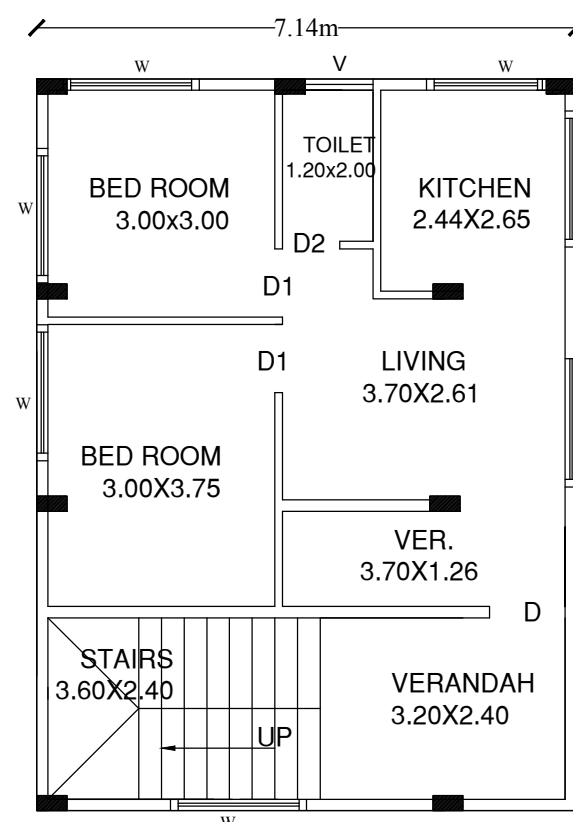 7.14m
W
V
W
TOILET
1.20x2.00
BED ROOM
3.00x3.00
KITCHEN
2.44X2.65
W
D2
D1
D1
LIVING
3.70X2.61
W
BED ROOM
3.00X3.75
VER.
3.70X1.26
D
STAIRS
3.60X2.40
VERANDAH
3.20X2.40
UP
W